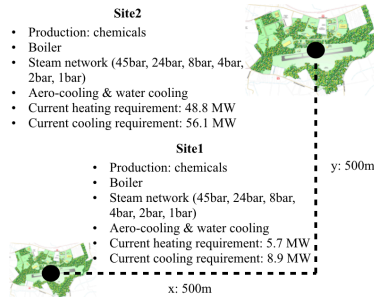 Site2
• Production: chemicals
• Boiler
• Steam network (45bar, 24bar, 8bar, 4bar,
2bar, 1bar)
• Aero-cooling & water cooling
• Current heating requirement: 48.8 MW
• Current cooling requirement: 56.1 MW
Site1
• Production: chemicals
• Boiler
• Steam network (45bar, 24bar, 8bar,
4bar, 2bar, 1bar)
• Aero-cooling & water cooling
• Current heating requirement: 5.7 MW
• Current cooling requirement: 8.9 MW
y: 500m
x: 500m